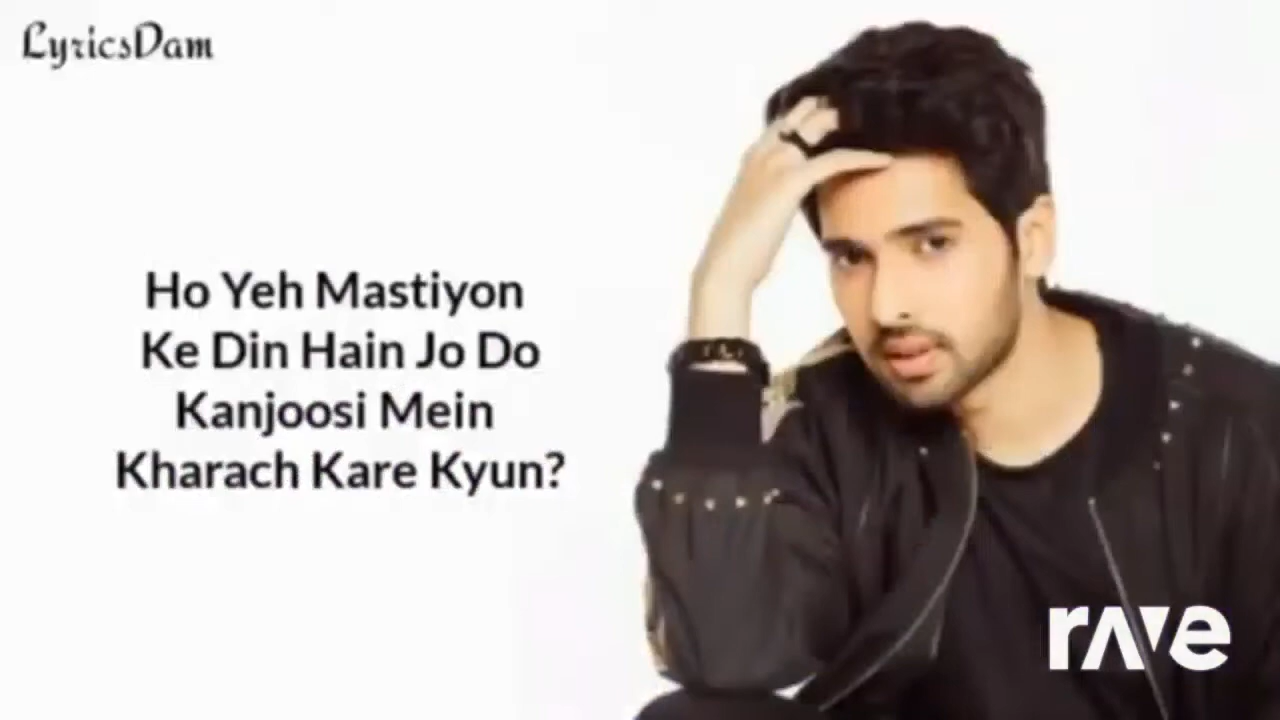 LyricsDam
Ho Yeh Mastiyon
Ke Din Hain Jo Do
Kanjoosi Mein
Kharach Kare Kyun?
rave